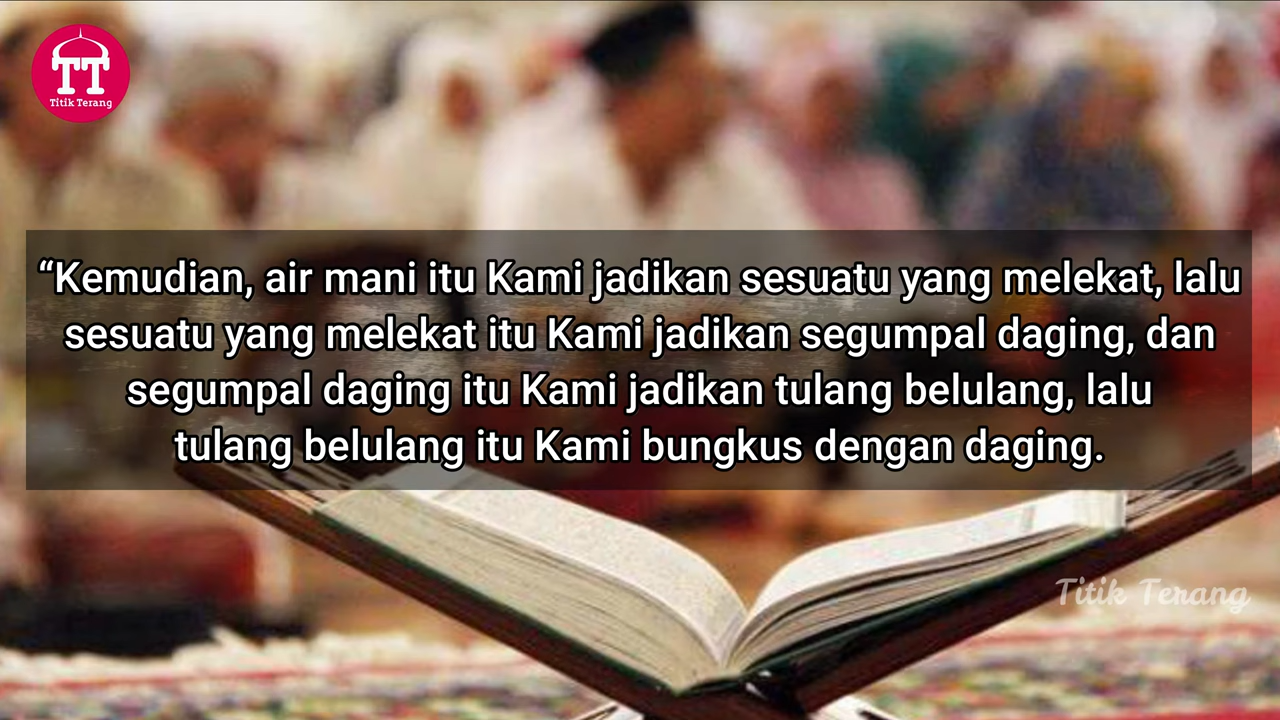 TT
Titik Terang
“Kemudian, air mani itu Kami jadikan sesuatu yang melekat, lalu
sesuatu yang melekat itu Kami jadikan segumpal daging, dan
segumpal daging itu Kami jadikan tulang belulang, lalu
tulang belulang itu Kami bungkus dengan daging.
Titik Terang